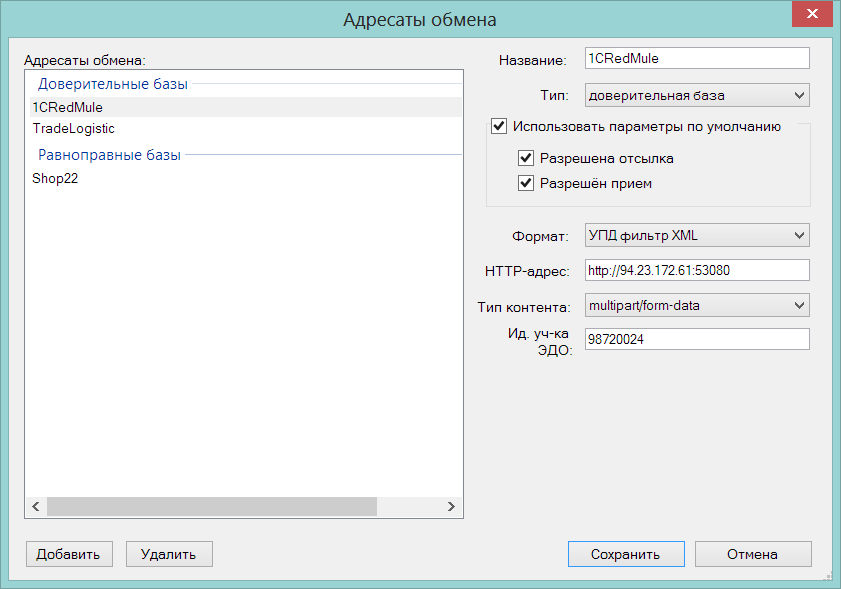 Адресаты обмена
Адресаты обмена:
Доверительные базы
1CRedMule
TradeLogistic
Равноправные базы
Shop22
Название: 1CRedMule
Тип: доверительная база
Использовать параметры по умолчанию
Разрешена отсылка
Разрешён прием
Формат: УПД фильтр XML
HTTP-адрес: http://94.23.172.61:53080
Тип контента: multipart/form-data
Ид. уч-ка
ЭДО: 98720024
Добавить Удалить Сохранить Отмена